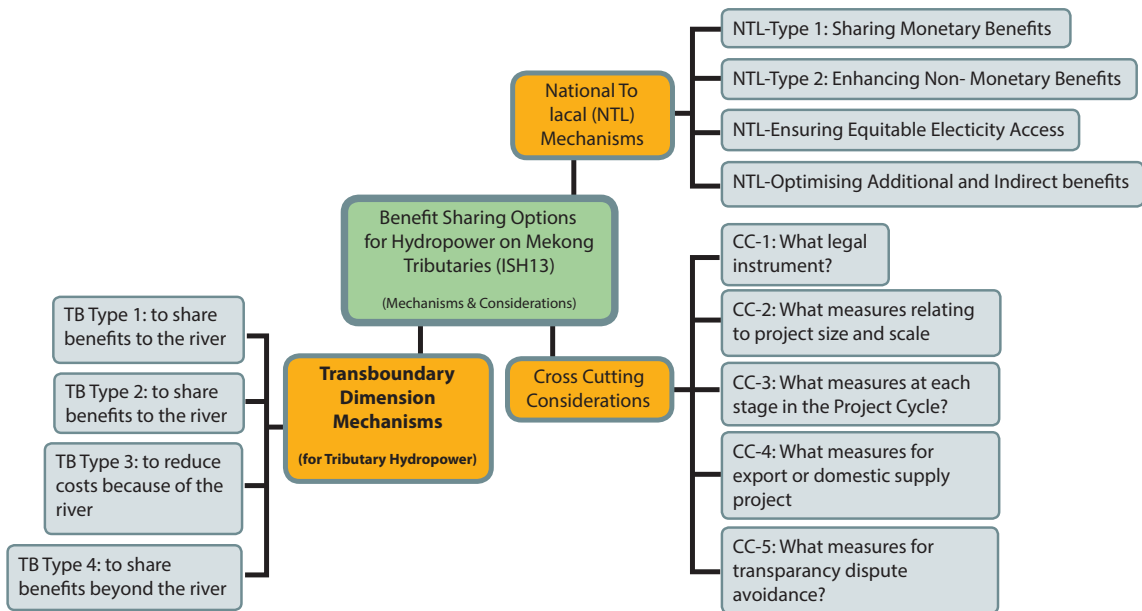 NTL-Type 1: Sharing Monetary Benefits
NTL-Type 2: Enhancing Non- Monetary Benefits
NTL-Ensuring Equitable Electicity Access
NTL-Optimising Additional and Indirect benefits
National To
lacal (NTL)
Mechanisms
Benefit Sharing Options
for Hydropower on Mekong
Tributaries (ISH13)
(Mechanisms & Considerations)
Transboundary
Dimension
Mechanisms
(for Tributary Hydropower)
Cross Cutting
Considerations
TB Type 1: to share
benefits to the river
TB Type 2: to share
benefits to the river
TB Type 3: to reduce
costs because of the
river
TB Type 4: to share
benefits beyond the river
CC-1: What legal
instrument?
CC-2: What measures relating
to project size and scale
CC-3: What measures at each
stage in the Project Cycle?
CC-4: What measures for
export or domestic supply
project
CC-5: What measures for
transparancy dispute
avoidance?